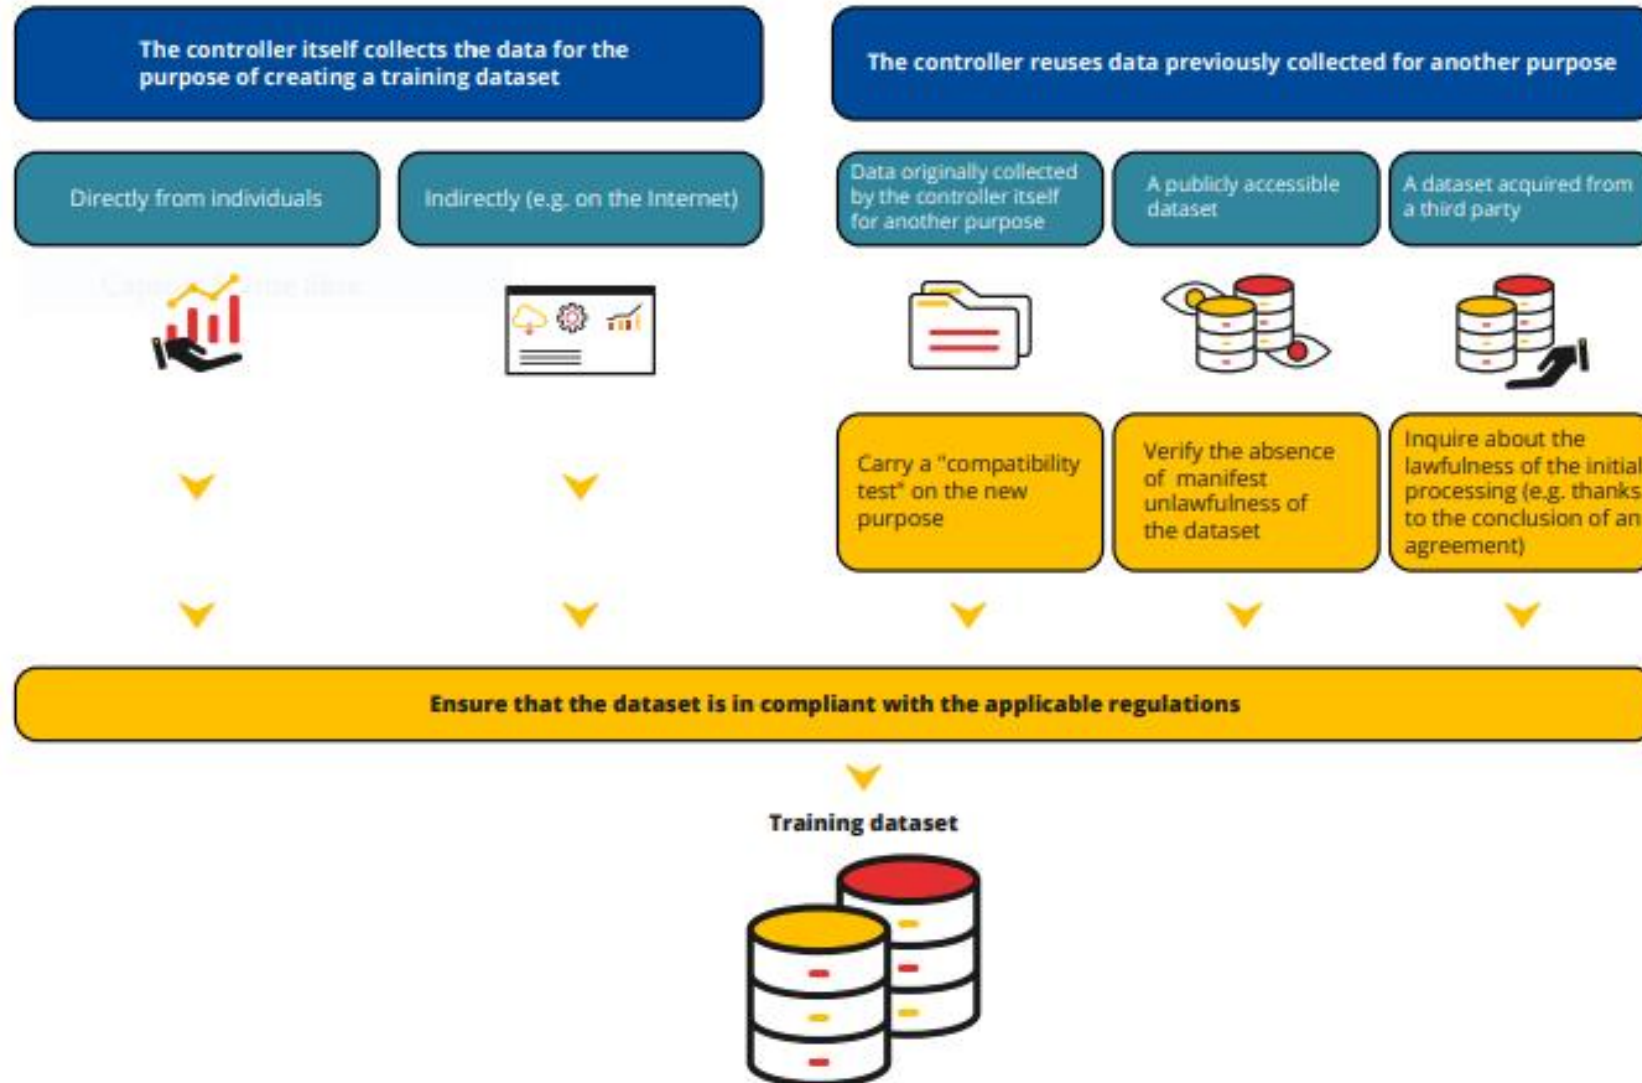 The controller itself collects the data for the
purpose of creating a training dataset
The controller reuses data previously collected for another purpose
Directly from individuals
Indirectly (e.g. on the Internet)
Data originally collected
by the controller itself
for another purpose
A publicly accessible
dataset
A dataset acquired from
a third party
Carry a "compatibility
test" on the new
purpose
Verify the absence
of manifest
unlawfulness of
the dataset
Inquire about the
lawfulness of the initial
processing (e.g. thanks
to the conclusion of an
agreement)
Ensure that the dataset is in compliant with the applicable regulations
Training dataset